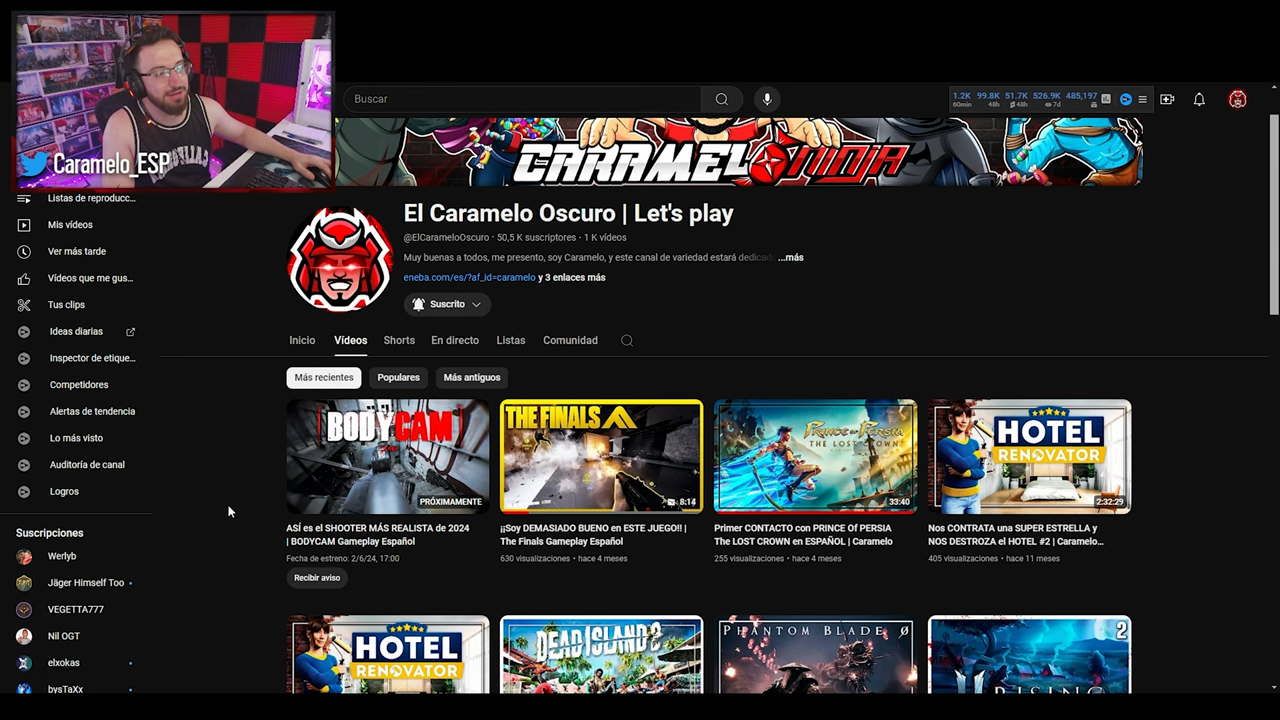 Caramelo_ESP
Buscar
1.2K 99.8K 51.7K 526.9K 485,197
60min 48h 48h 7d
CARAMELO NINJA
El Caramelo Oscuro | Let's play
@ElCarameloOscuro · 50,5 K suscriptores · 1 K vídeos
Muy buenas a todos, me presento, soy Caramelo, y este canal de variedad estará dedicado ...más
eneba.com/es/?af_id=caramelo y 3 enlaces más
Suscrito
Inicio Vídeos Shorts En directo Listas Comunidad
Más recientes Populares Más antiguos
Listas de reproducc...
Mis vídeos
Ver más tarde
Vídeos que me gus...
Tus clips
Ideas diarias
Inspector de etique...
Competidores
Alertas de tendencia
Lo más visto
Auditoría de canal
Logros
Suscripciones
Werlyb
Jäger Himself Too
VEGETTA777
Nil OGT
elxokas
bysTaXx
BODYCAM
PRÓXIMAMENTE
ASÍ es el SHOOTER MÁS REALISTA de 2024
| BODYCAM Gameplay Español
Fecha de estreno: 2/6/24, 17:00
Recibir aviso
THE FINALS
8:14
¡¡Soy DEMASIADO BUENO en ESTE JUEGO!! |
The Finals Gameplay Español
630 visualizaciones · hace 4 meses
Prince of Persia
THE LOST CROWN
33:40
Primer CONTACTO con PRINCE Of PERSIA
The LOST CROWN en ESPAÑOL | Caramelo
255 visualizaciones · hace 4 meses
HOTEL
RENOVATOR
2:32:29
Nos CONTRATA una SUPER ESTRELLA y
NOS DESTROZA el HOTEL #2 | Caramelo...
405 visualizaciones · hace 11 meses
HOTEL
RENOVATOR
DEAD ISLAND 2
PHANTOM BLADE 0
2
RISING